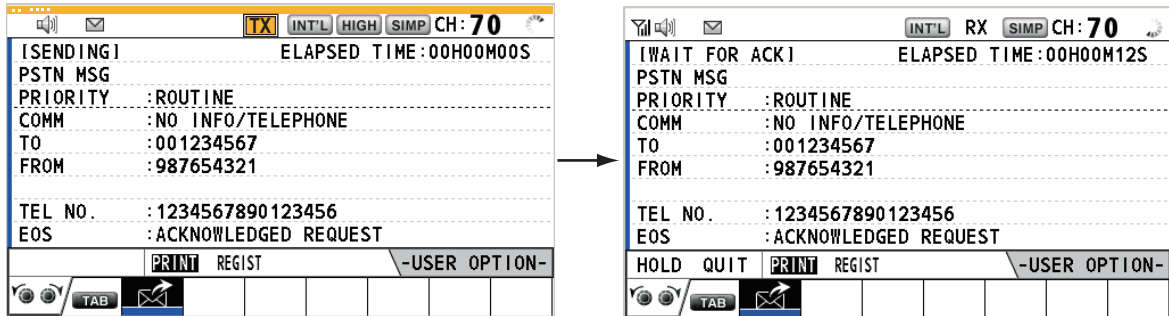 TX INT'L HIGH SIMP CH:70
[SENDING] ELAPSED TIME:00H00M00S
PSTN MSG
PRIORITY :ROUTINE
COMM :NO INFO/TELEPHONE
TO :001234567
FROM :987654321
TEL NO. :1234567890123456
EOS :ACKNOWLEDGED REQUEST
PRINT REGIST -USER OPTION-
TAB
INT'L RX SIMP CH:70
[WAIT FOR ACK] ELAPSED TIME:00H00M12S
PSTN MSG
PRIORITY :ROUTINE
COMM :NO INFO/TELEPHONE
TO :001234567
FROM :987654321
TEL NO. :1234567890123456
EOS :ACKNOWLEDGED REQUEST
HOLD QUIT PRINT REGIST -USER OPTION-
TAB